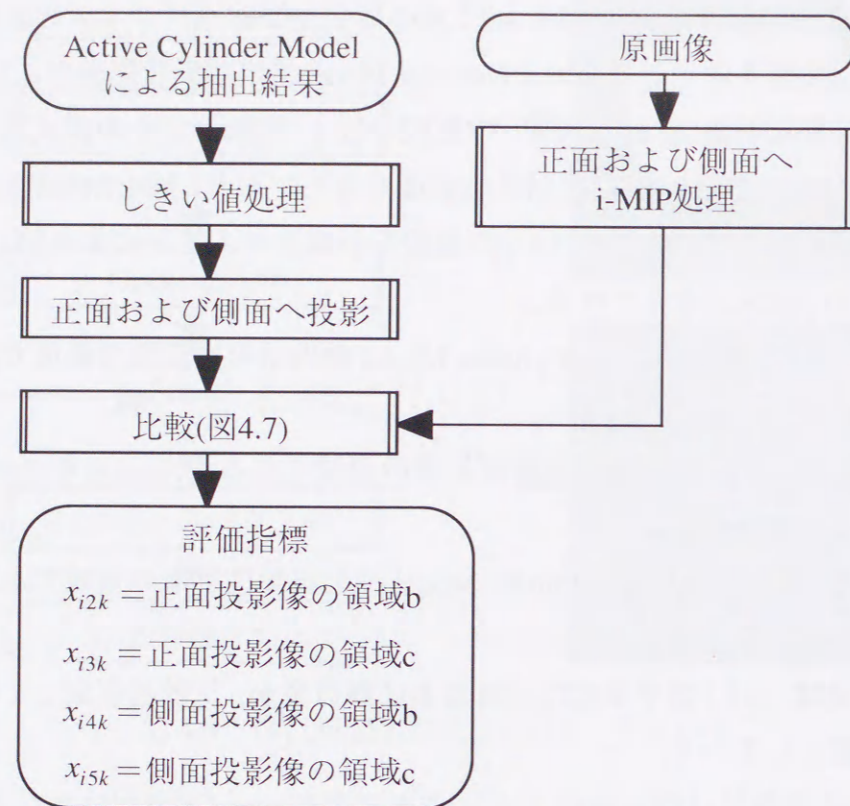 Active Cylinder Model
による抽出結果
しきい値処理
正面および側面へ投影
比較(図4.7)
原画像
正面および側面へ
i-MIP処理
評価指標
x_{i2k}＝正面投影像の領域b
x_{i3k}＝正面投影像の領域c
x_{i4k}＝側面投影像の領域b
x_{i5k}＝側面投影像の領域c